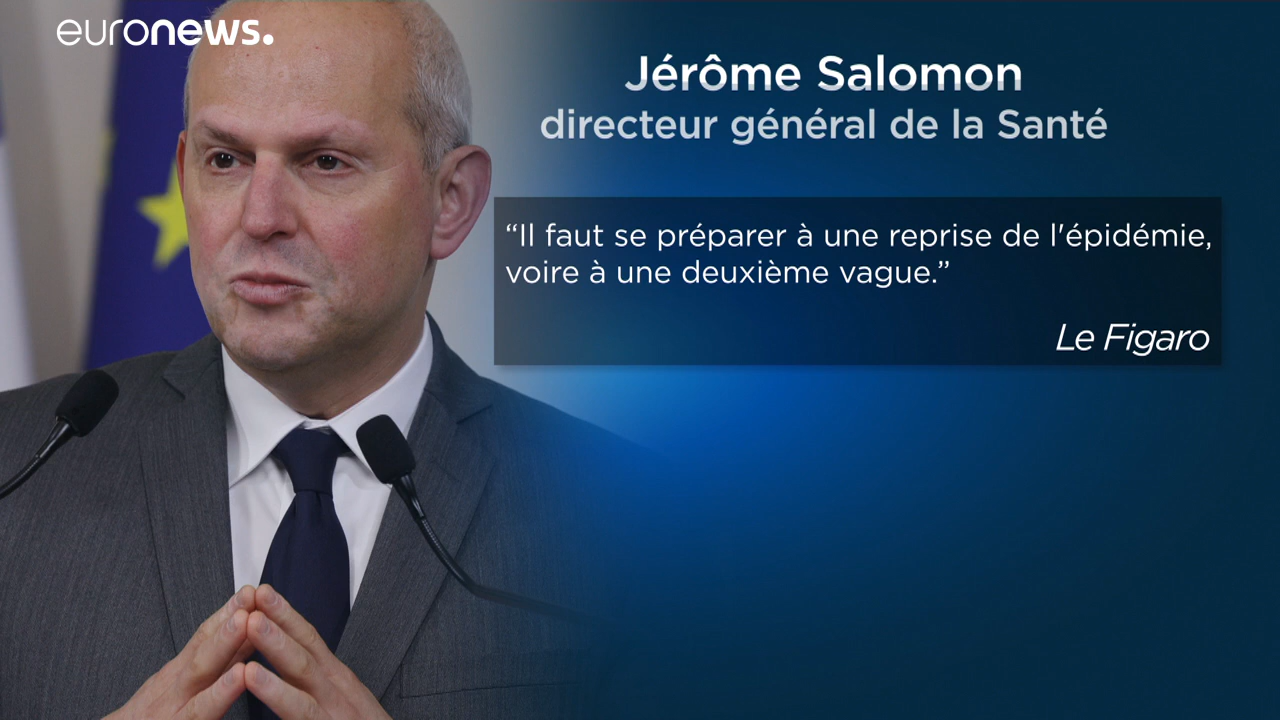 euronews.
Jérôme Salomon
directeur général de la Santé
“Il faut se préparer à une reprise de l'épidémie,
voire à une deuxième vague.”
Le Figaro